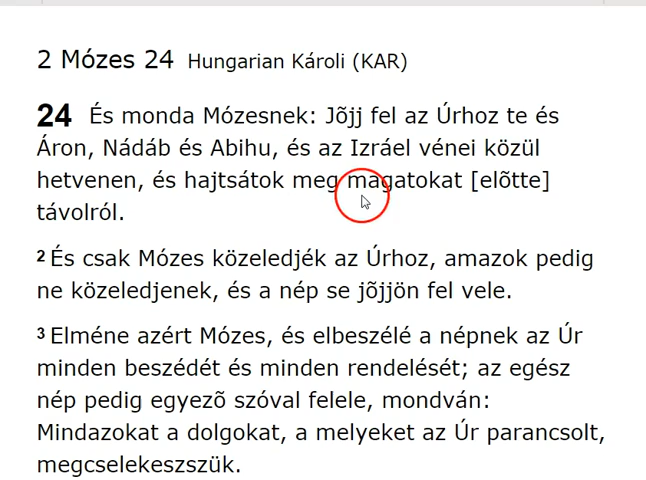 2 Mózes 24 Hungarian Károli (KAR)
24 És monda Mózesnek: Jõjj fel az Úrhoz te és
Áron, Nádáb és Abihu, és az Izráel vénei közül
hetvenen, és hajtsátok meg magatokat [elõtte]
távolról.
2 És csak Mózes közeledjék az Úrhoz, amazok pedig
ne közeledjenek, és a nép se jõjjön fel vele.
3 Elméne azért Mózes, és elbeszélé a népnek az Úr
minden beszédét és minden rendelését; az egész
nép pedig egyezõ szóval felele, mondván:
Mindazokat a dolgokat, a melyeket az Úr parancsolt,
megcselekeszszük.